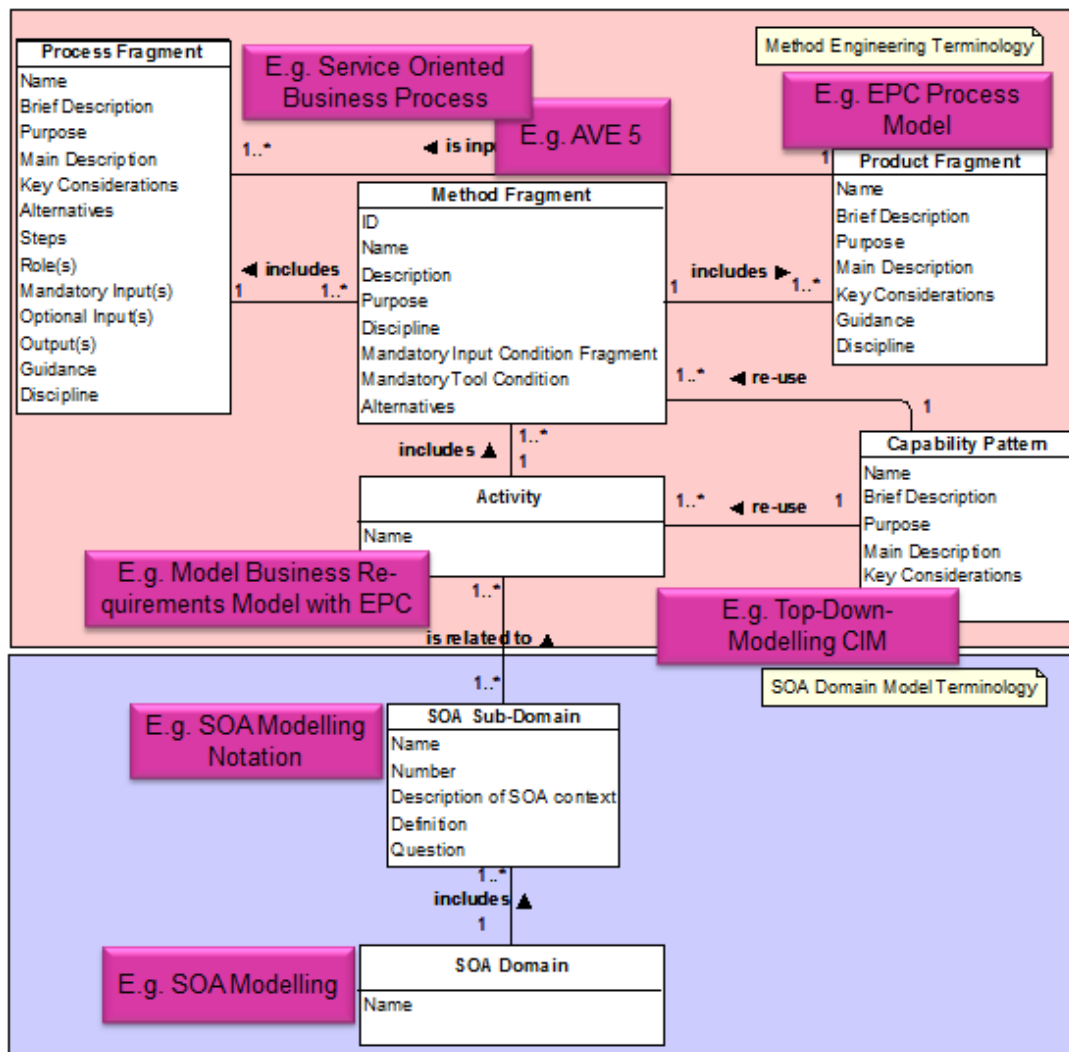 Process Fragment
Name
Brief Description
Purpose
Main Description
Key Considerations
Alternatives
Steps
Role(s)
Mandatory Input(s)
Optional Input(s)
Output(s)
Guidance
Discipline
E.g. Service Oriented
Business Process
Method Engineering Terminology
E.g. EPC Process
Model
E.g. AVE 5
1..*
◄ is inp
1
Product Fragment
Name
Brief Description
Purpose
Main Description
Key Considerations
Guidance
Discipline
Method Fragment
ID
Name
Description
Purpose
Discipline
Mandatory Input Condition Fragment
Mandatory Tool Condition
Alternatives
◄ includes
1
1..*
includes ►
1
1..*
1..*
◄ re-use
1
includes ▲
1..*
1
Capability Pattern
Name
Brief Description
Purpose
Main Description
Key Considerations
Activity
Name
1..*
◄ re-use
1
E.g. Model Business Re-
quirements Model with EPC
E.g. Top-Down-
Modelling CIM
1..*
is related to ▲
1..*
SOA Domain Model Terminology
E.g. SOA Modelling
Notation
SOA Sub-Domain
Name
Number
Description of SOA context
Definition
Question
1..*
includes ▲
1
E.g. SOA Modelling
SOA Domain
Name